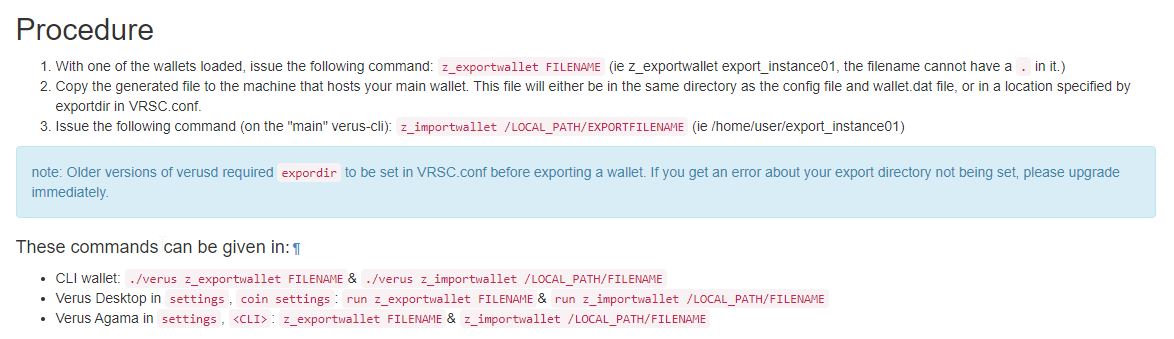 Procedure
1. With one of the wallets loaded, issue the following command: z_exportwallet FILENAME (ie z_exportwallet export_instance01, the filename cannot have a . in it.)
2. Copy the generated file to the machine that hosts your main wallet. This file will either be in the same directory as the config file and wallet.dat file, or in a location specified by
exportdir in VRSC.conf.
3. Issue the following command (on the "main" verus-cli): z_importwallet /LOCAL_PATH/EXPORTFILENAME (ie /home/user/export_instance01)
note: Older versions of verusd required expordir to be set in VRSC.conf before exporting a wallet. If you get an error about your export directory not being set, please upgrade
immediately.
These commands can be given in: ¶
• CLI wallet: ./verus z_exportwallet FILENAME & ./verus z_importwallet /LOCAL_PATH/FILENAME
• Verus Desktop in settings, coin settings: run z_exportwallet FILENAME & run z_importwallet /LOCAL_PATH/FILENAME
• Verus Agama in settings, <CLI>: z_exportwallet FILENAME & z_importwallet /LOCAL_PATH/FILENAME